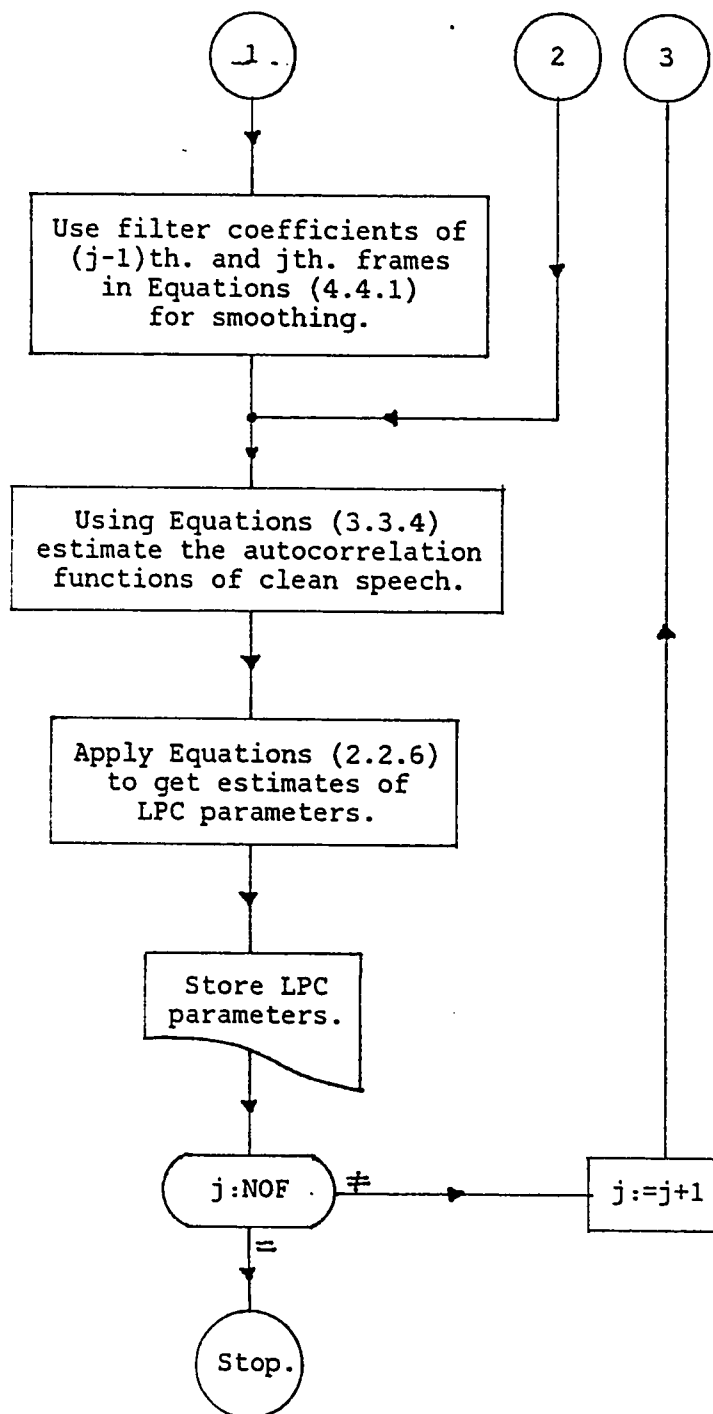 1
2
3
Use filter coefficients of
(j-1)th. and jth. frames
in Equations (4.4.1)
for smoothing.
Using Equations (3.3.4)
estimate the autocorrelation
functions of clean speech.
Apply Equations (2.2.6)
to get estimates of
LPC parameters.
Store LPC
parameters.
j:NOF
≠
j:=j+1
=
Stop.